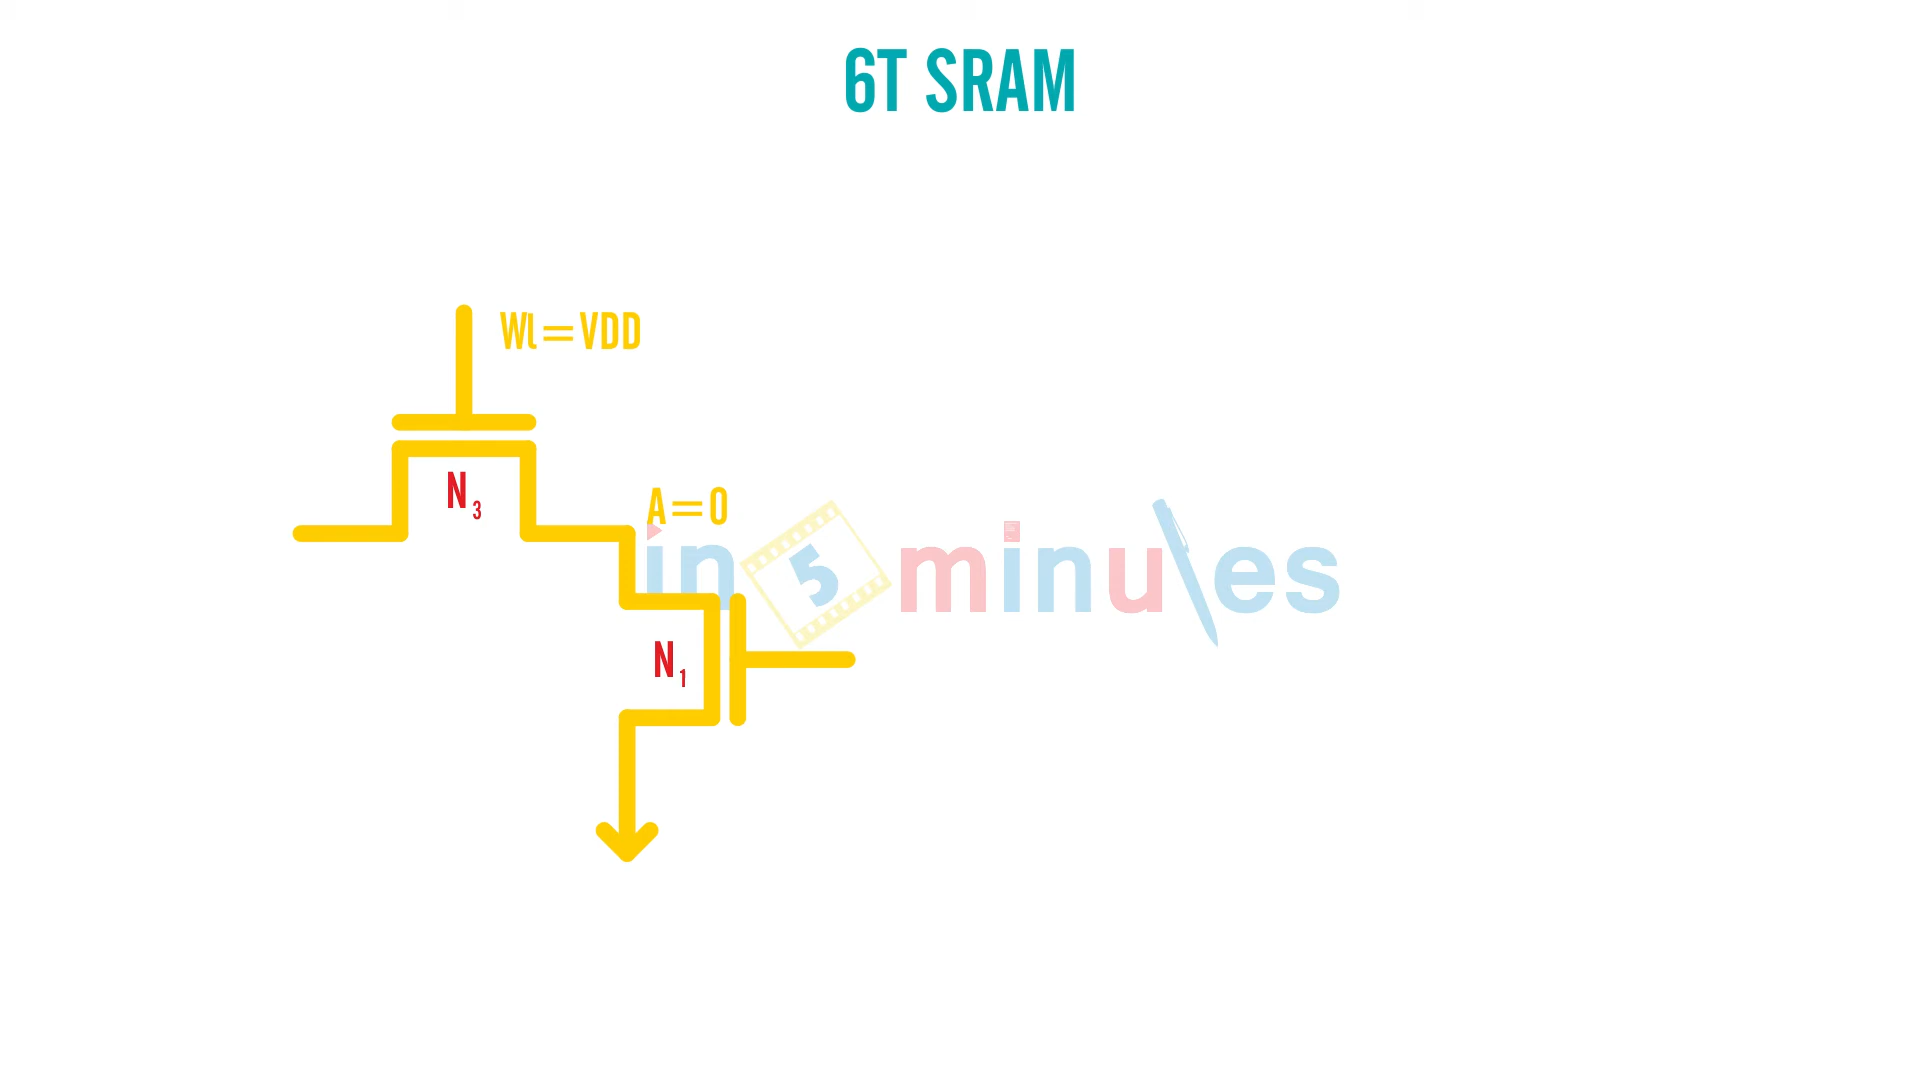 6T SRAM
Wl=VDD
N3
A=0
in 5 minutes
N1